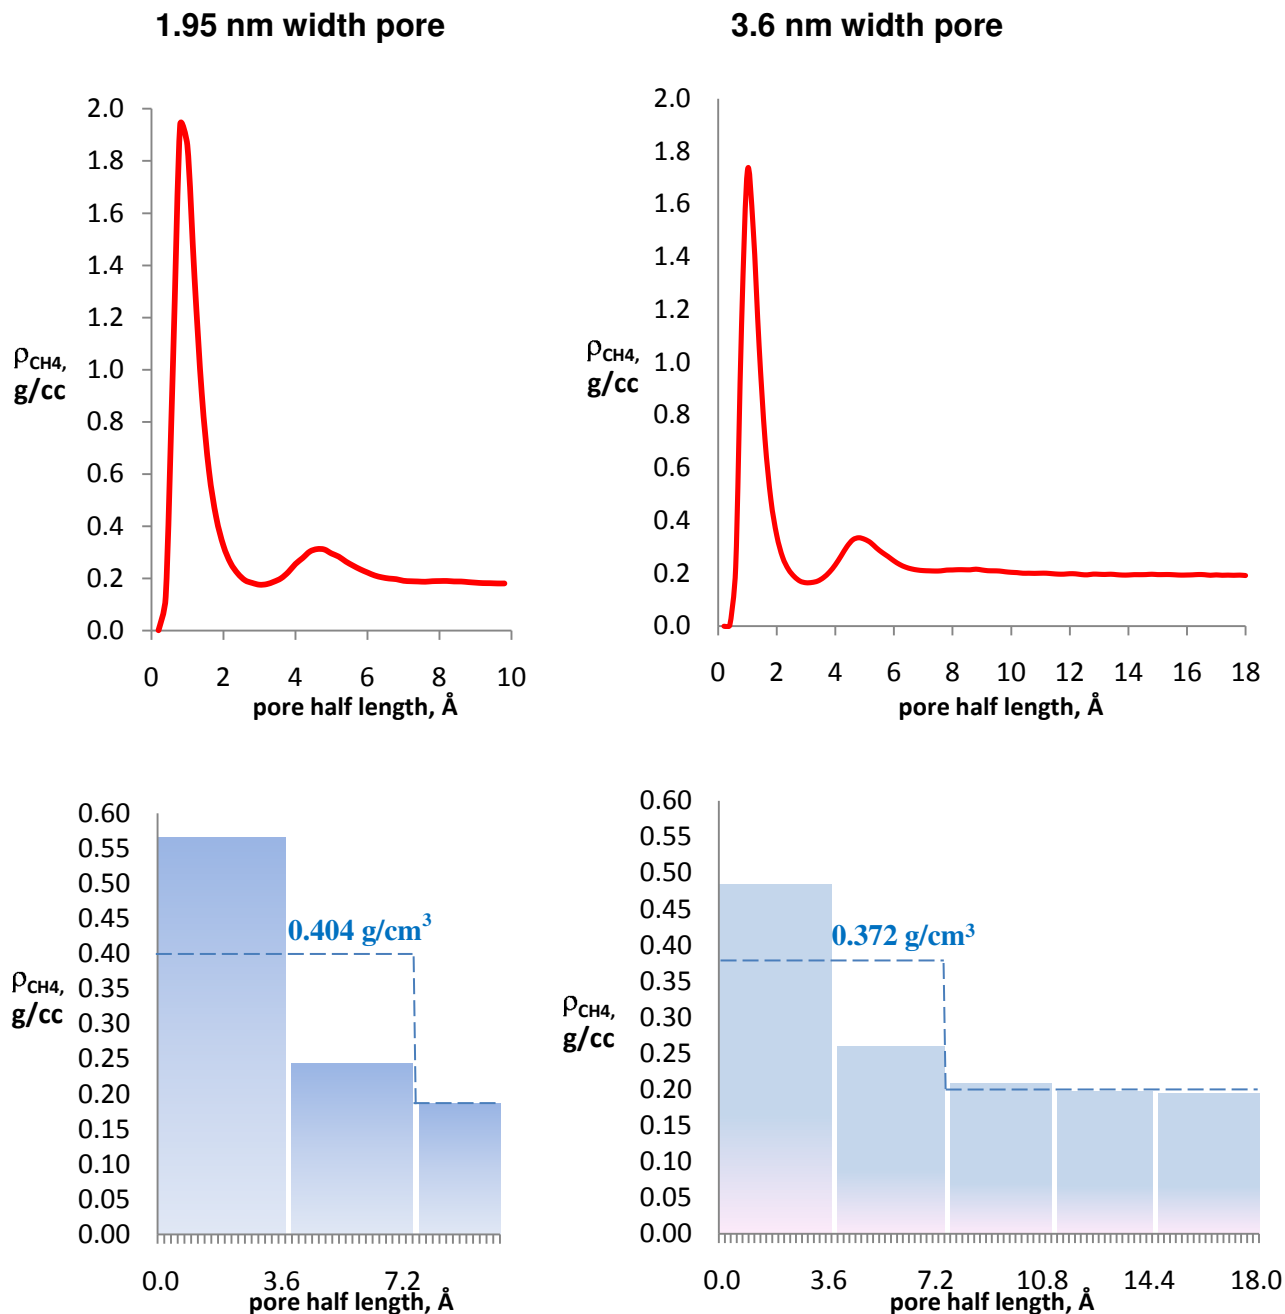 1.95 nm width pore
3.6 nm width pore
2.0
1.8
1.6
1.4
1.2
1.0
0.8
0.6
0.4
0.2
0.0
ρCH4,
g/cc
0 2 4 6 8 10
pore half length, Å
2.0
1.8
1.6
1.4
1.2
1.0
0.8
0.6
0.4
0.2
0.0
ρCH4,
g/cc
0 2 4 6 8 10 12 14 16 18
pore half length, Å
0.60
0.55
0.50
0.45
0.40
0.35
0.30
0.25
0.20
0.15
0.10
0.05
0.00
ρCH4,
g/cc
0.404 g/cm³
0.0 3.6 7.2
pore half length, Å
0.60
0.55
0.50
0.45
0.40
0.35
0.30
0.25
0.20
0.15
0.10
0.05
0.00
ρCH4,
g/cc
0.372 g/cm³
0.0 3.6 7.2 10.8 14.4 18.0
pore half length, Å